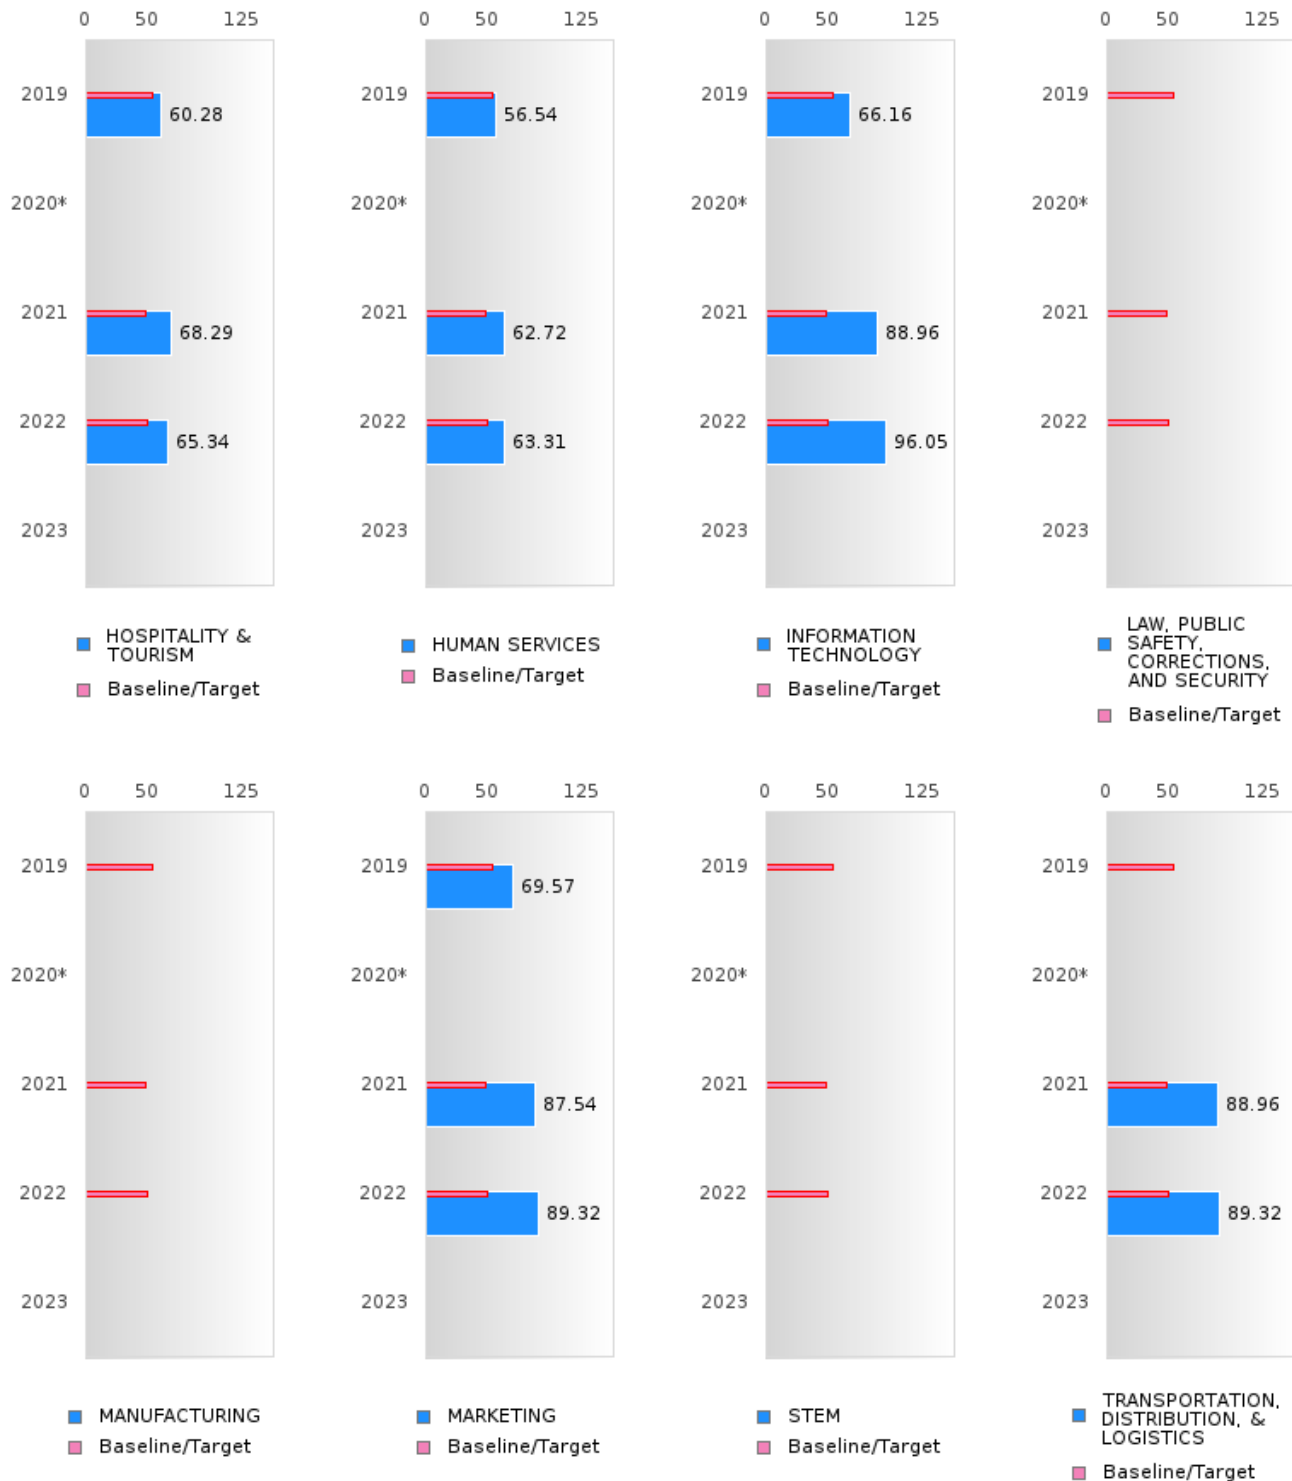 0 50 125
2019
60.28
2020*
2021
68.29
2022
65.34
2023
HOSPITALITY &
TOURISM
Baseline/Target
0 50 125
2019
56.54
2020*
2021
62.72
2022
63.31
2023
HUMAN SERVICES
Baseline/Target
0 50 125
2019
66.16
2020*
2021
88.96
2022
96.05
2023
INFORMATION
TECHNOLOGY
Baseline/Target
0 50 125
2019
2020*
2021
2022
2023
LAW, PUBLIC
SAFETY,
CORRECTIONS,
AND SECURITY
Baseline/Target
0 50 125
2019
2020*
2021
2022
2023
MANUFACTURING
Baseline/Target
0 50 125
2019
69.57
2020*
2021
87.54
2022
89.32
2023
MARKETING
Baseline/Target
0 50 125
2019
2020*
2021
2022
2023
STEM
Baseline/Target
0 50 125
2019
2020*
2021
88.96
2022
89.32
2023
TRANSPORTATION,
DISTRIBUTION, &
LOGISTICS
Baseline/Target